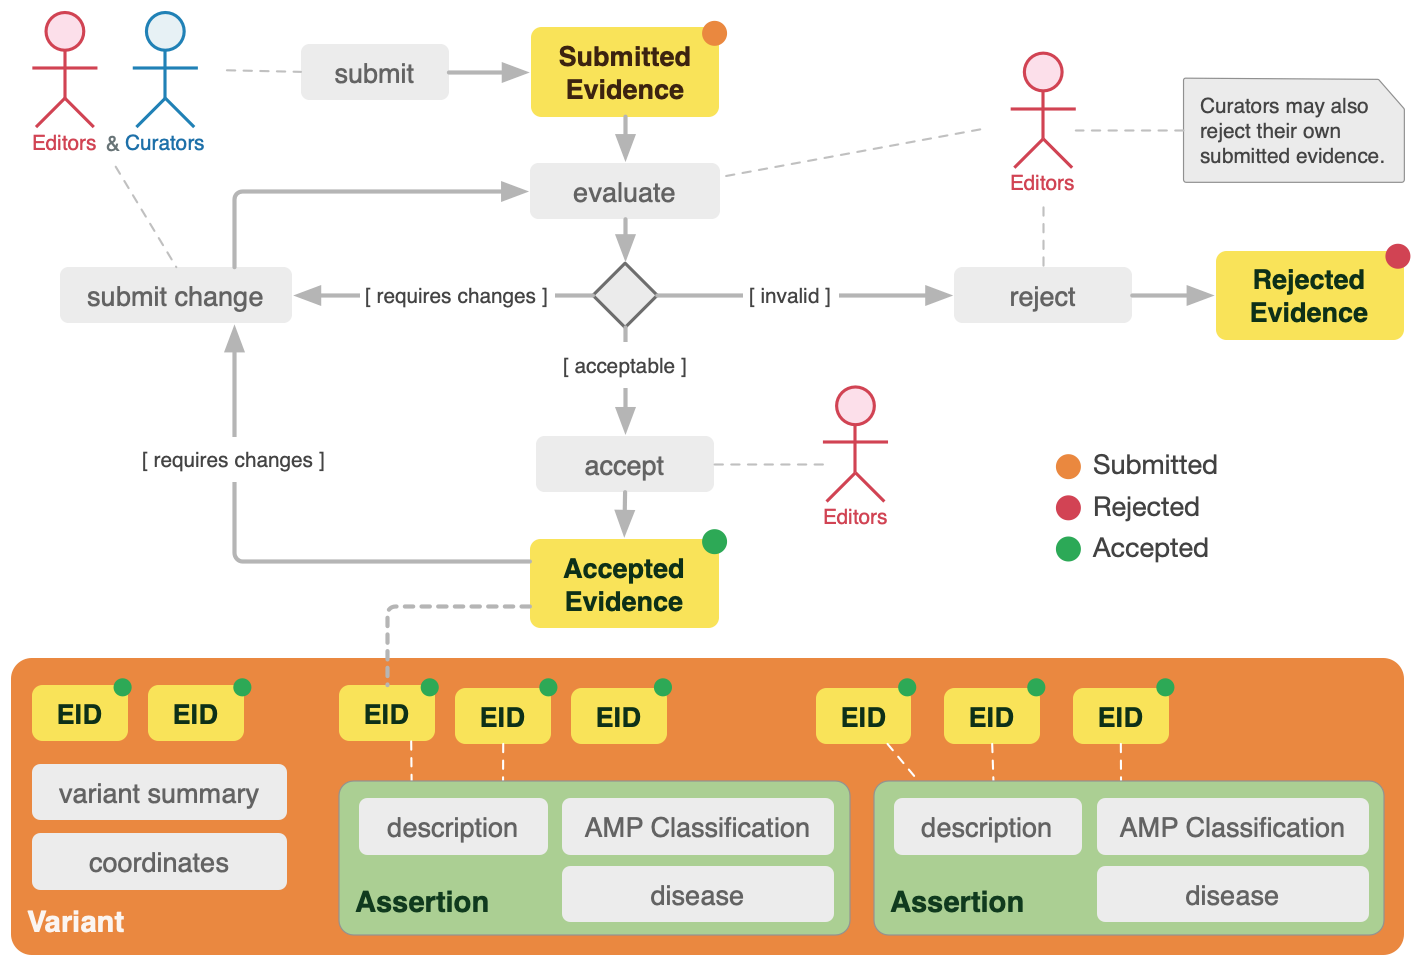 submit
Submitted
Evidence
Editors & Curators
Curators may also
reject their own
submitted evidence.
evaluate
Editors
submit change
[ requires changes ]
[ invalid ]
reject
Rejected
Evidence
[ acceptable ]
[ requires changes ]
accept
Editors
Submitted
Rejected
Accepted
Accepted
Evidence
EID
EID
EID
EID
EID
EID
EID
EID
variant summary
coordinates
Variant
description
AMP Classification
disease
Assertion
description
AMP Classification
disease
Assertion